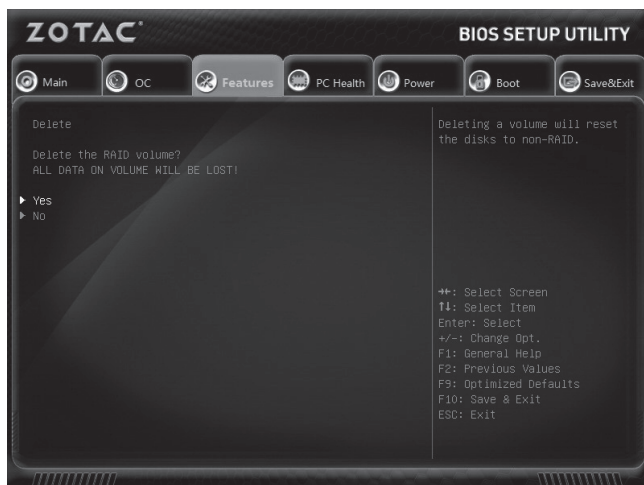 ZOTAC
BIOS SETUP UTILITY
Main
OC
Features
PC Health
Power
Boot
Save&Exit
Delete
Delete the RAID volume?
ALL DATA ON VOLUME WILL BE LOST!
Yes
No
Deleting a volume will reset
the disks to non-RAID.
→←: Select Screen
↑↓: Select Item
Enter: Select
+/-: Change Opt.
F1: General Help
F2: Previous Values
F9: Optimized Defaults
F10: Save & Exit
ESC: Exit